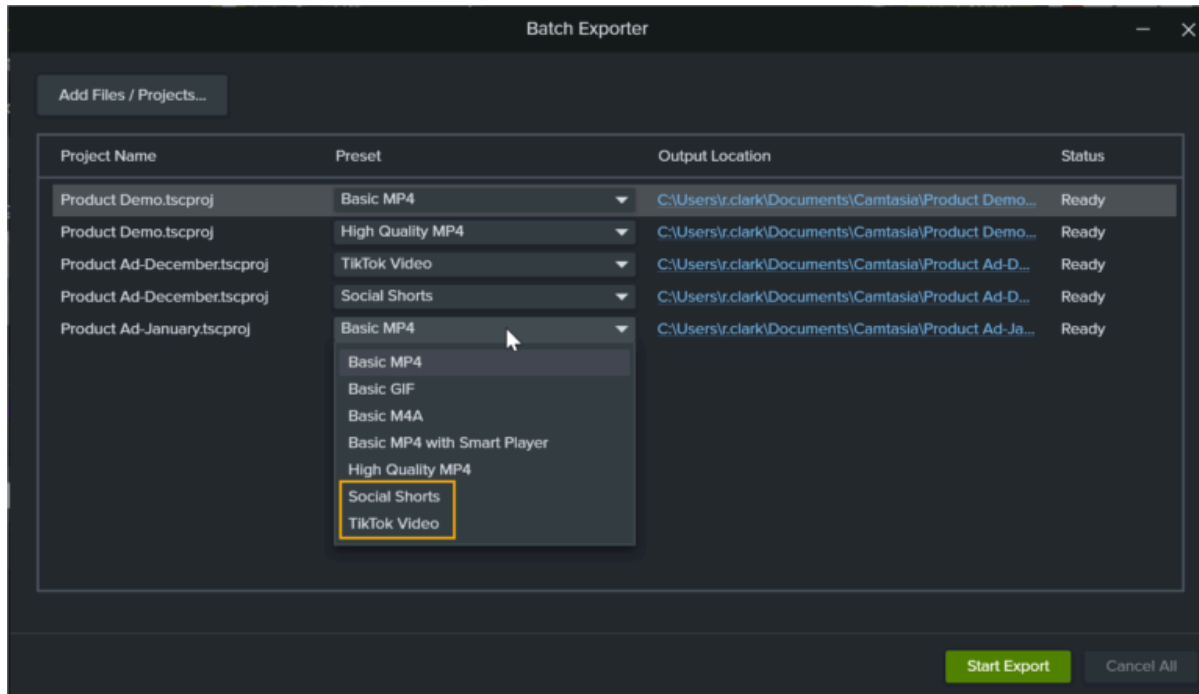 Batch Exporter
Add Files / Projects...
Project Name Preset Output Location Status
Product Demo.tscproj Basic MP4 C:\Users\r.clark\Documents\Camtasia\Product Demo... Ready
Product Demo.tscproj High Quality MP4 C:\Users\r.clark\Documents\Camtasia\Product Demo... Ready
Product Ad-December.tscproj TikTok Video C:\Users\r.clark\Documents\Camtasia\Product Ad-D... Ready
Product Ad-December.tscproj Social Shorts C:\Users\r.clark\Documents\Camtasia\Product Ad-D... Ready
Product Ad-January.tscproj Basic MP4 C:\Users\r.clark\Documents\Camtasia\Product Ad-Ja... Ready
Basic MP4
Basic GIF
Basic M4A
Basic MP4 with Smart Player
High Quality MP4
Social Shorts
TikTok Video
Start Export Cancel All